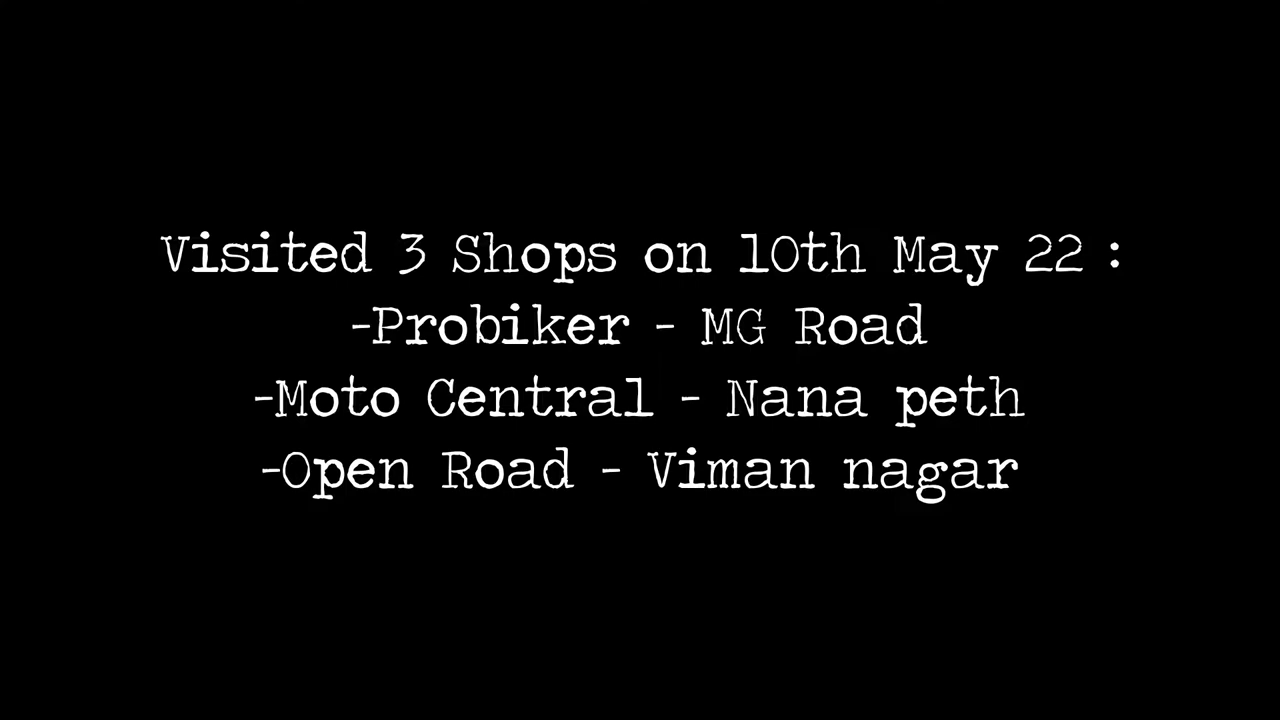 Visited 3 Shops on 10th May 22 :
-Probiker - MG Road
-Moto Central - Nana peth
-Open Road - Viman nagar